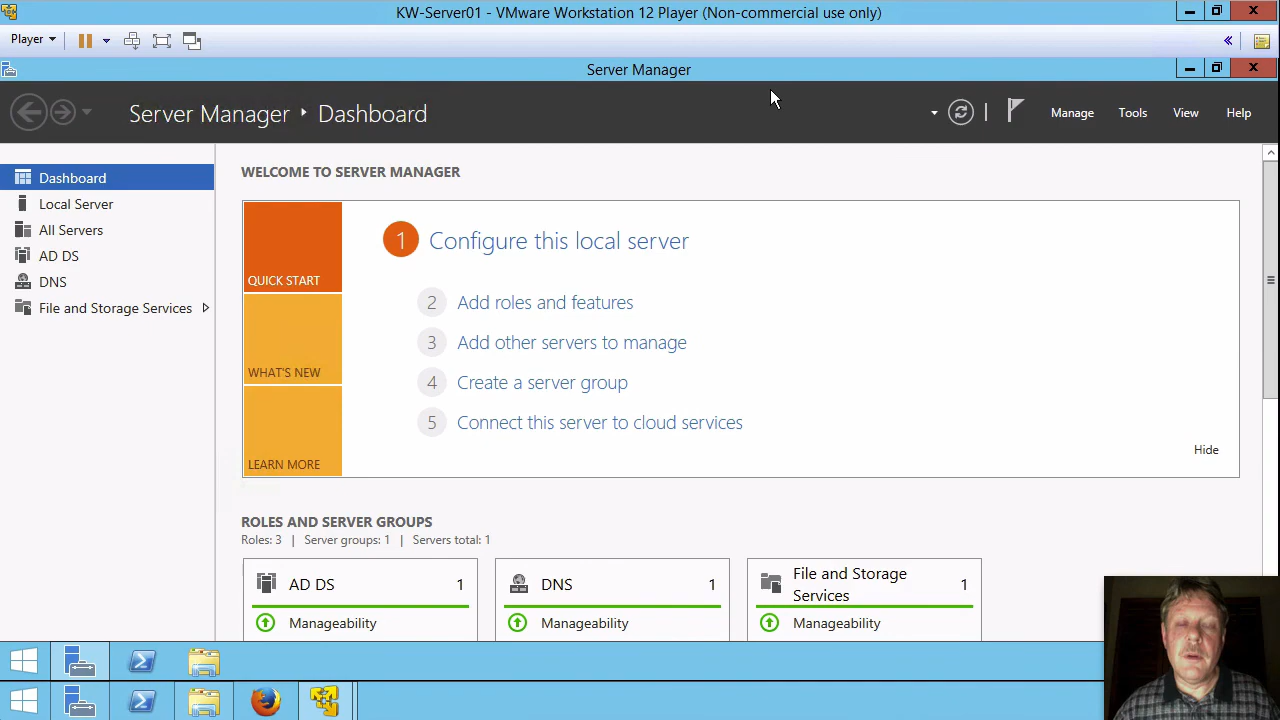 KW-Server01 - VMware Workstation 12 Player (Non-commercial use only)
Player
Server Manager
Server Manager Dashboard
Manage Tools View Help
Dashboard
Local Server
All Servers
AD DS
DNS
File and Storage Services
WELCOME TO SERVER MANAGER
QUICK START
WHAT'S NEW
LEARN MORE
1 Configure this local server
2 Add roles and features
3 Add other servers to manage
4 Create a server group
5 Connect this server to cloud services
Hide
ROLES AND SERVER GROUPS
Roles: 3 | Server groups: 1 | Servers total: 1
AD DS 1
Manageability
DNS 1
Manageability
File and Storage
Services 1
Manageability